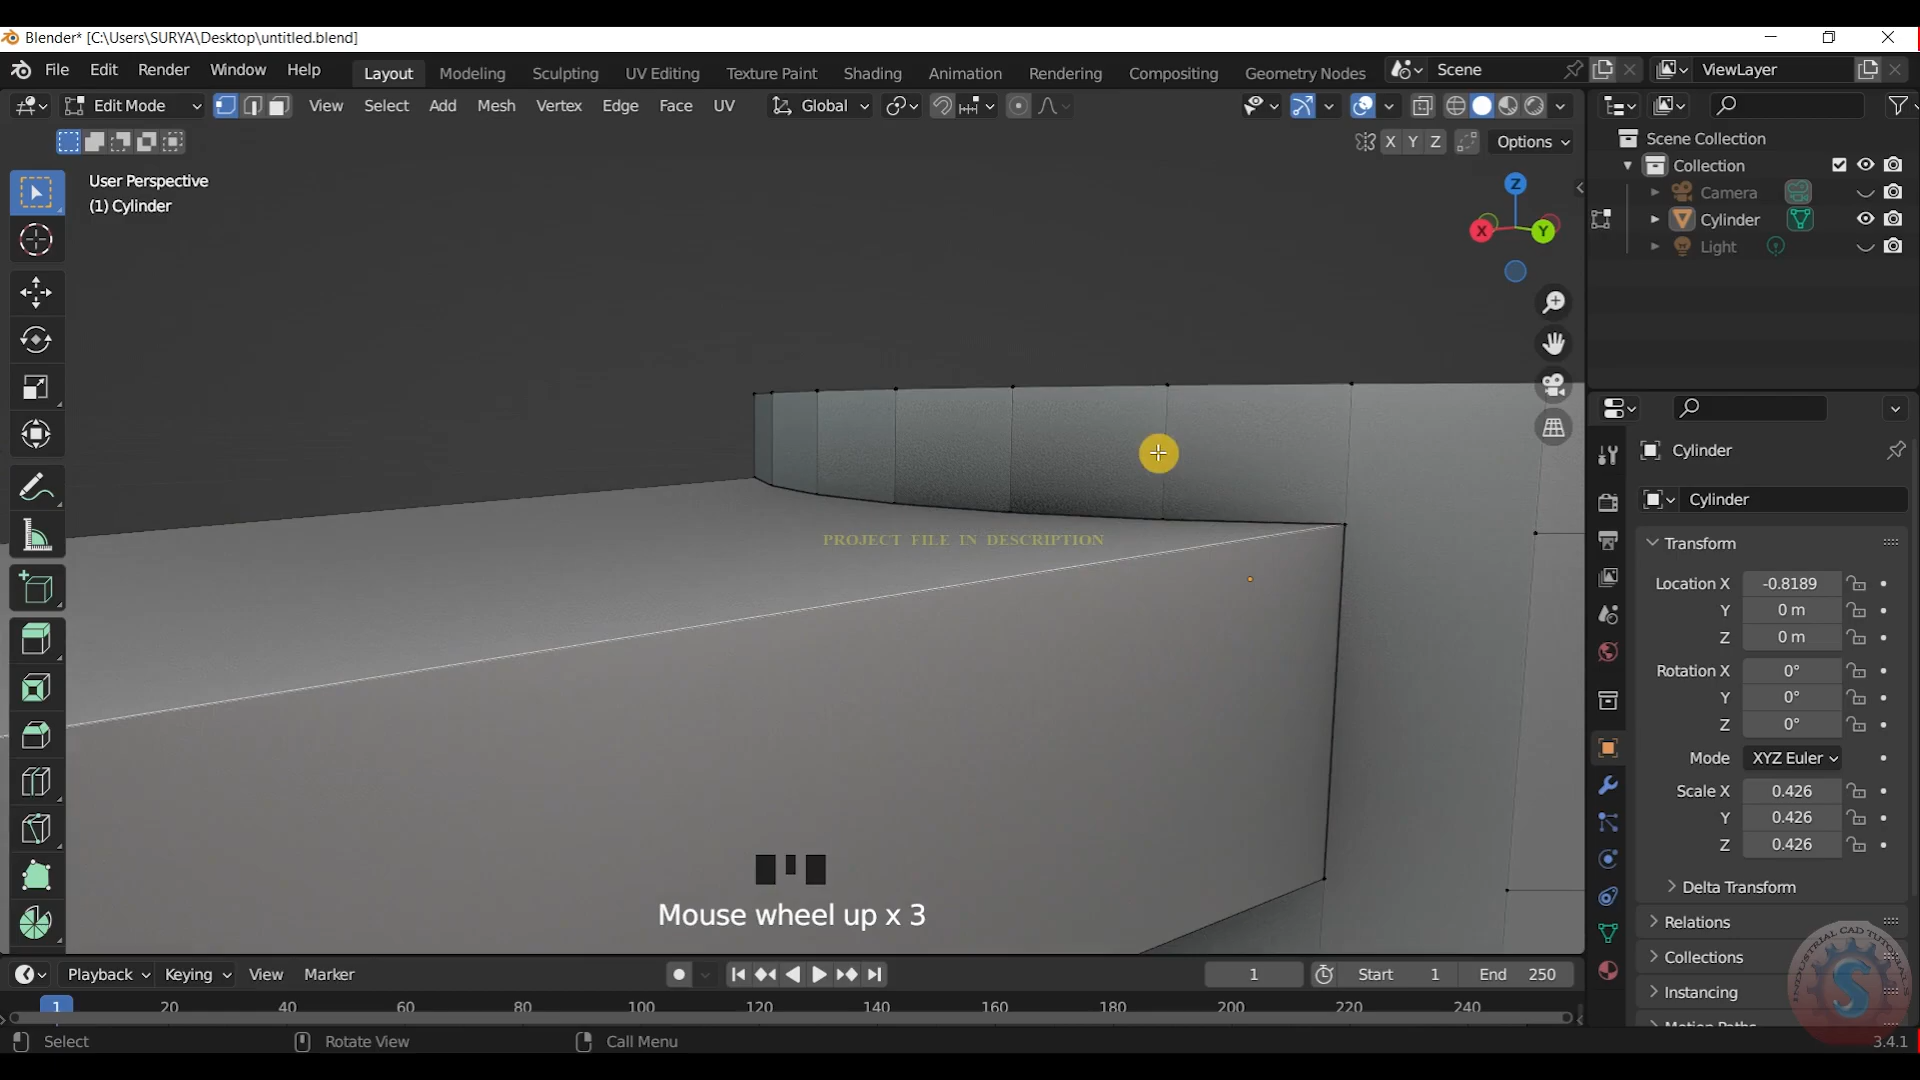 Blender* [C:\Users\SURYA\Desktop\untitled.blend]
File Edit Render Window Help Layout Modeling Sculpting UV Editing Texture Paint Shading Animation Rendering Compositing Geometry Nodes Scene ViewLayer
Edit Mode View Select Add Mesh Vertex Edge Face UV Global
X Y Z Options
User Perspective
(1) Cylinder
Z
X Y
Scene Collection
Collection
Camera
Cylinder
Light
Cylinder
Cylinder
Transform
Location X -0.8189
Y 0 m
Z 0 m
Rotation X 0°
Y 0°
Z 0°
Mode XYZ Euler
Scale X 0.426
Y 0.426
Z 0.426
Delta Transform
Relations
Collections
Instancing
Motion Paths
PROJECT FILE IN DESCRIPTION
Mouse wheel up x 3
INDUSTRIAL CAD TUTORIALS
S
Playback Keying View Marker 1 Start 1 End 250
1 20 40 60 80 100 120 140 160 180 200 220 240
Select Rotate View Call Menu 3.4.1